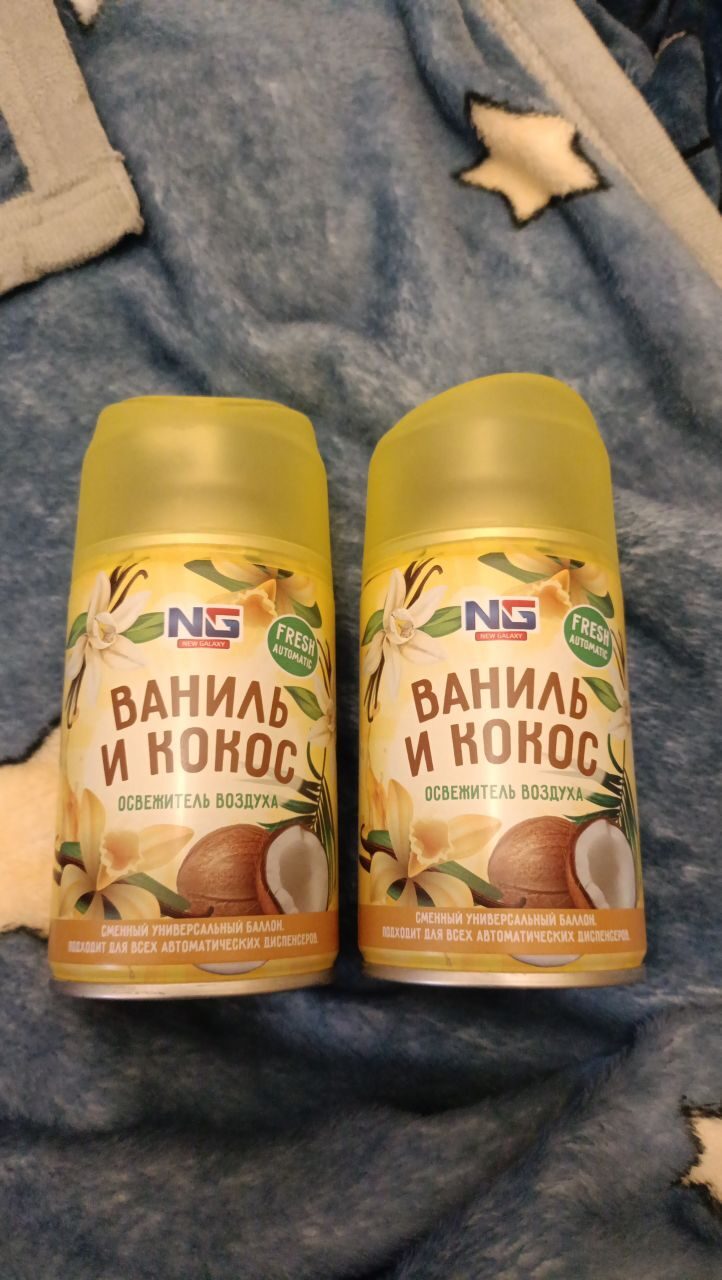 NG
NEW GALAXY
FRESH
AUTOMATIC
ВАНИЛЬ
И КОКОС
ОСВЕЖИТЕЛЬ ВОЗДУХА
СМЕННЫЙ УНИВЕРСАЛЬНЫЙ БАЛЛОН.
ПОДХОДИТ ДЛЯ ВСЕХ АВТОМАТИЧЕСКИХ ДИСПЕНСЕРОВ.
NG
NEW GALAXY
FRESH
AUTOMATIC
ВАНИЛЬ
И КОКОС
ОСВЕЖИТЕЛЬ ВОЗДУХА
СМЕННЫЙ УНИВЕРСАЛЬНЫЙ БАЛЛОН.
ПОДХОДИТ ДЛЯ ВСЕХ АВТОМАТИЧЕСКИХ ДИСПЕНСЕРОВ.